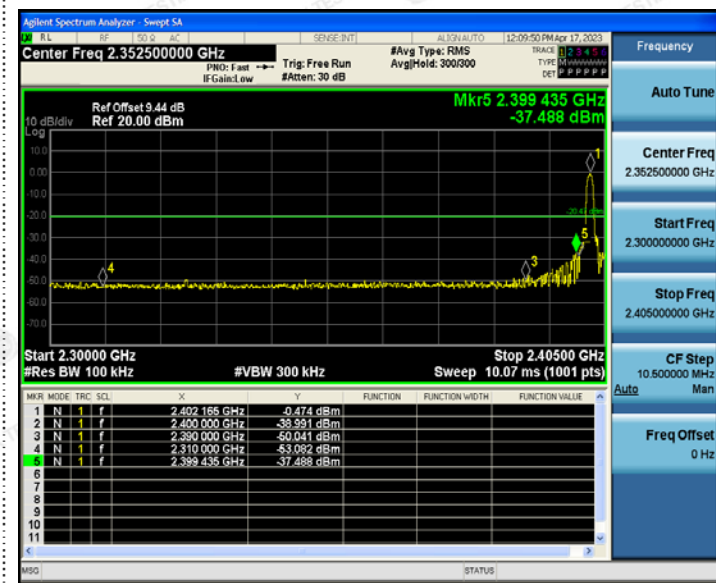 Agilent Spectrum Analyzer - Swept SA
RL RF 50 Ω AC SENSE:INT ALIGN AUTO 12:09:50 PM Apr 17, 2023
Center Freq 2.352500000 GHz
PNO: Fast
IFGain:Low
Trig: Free Run
#Atten: 30 dB
#Avg Type: RMS
Avg|Hold: 300/300
TRACE 1 2 3 4 5 6
TYPE M
DET P P P P P P
Ref Offset 9.44 dB
10 dB/div Ref 20.00 dBm
Log
Mkr5 2.399 435 GHz
-37.488 dBm
10.0
0.00
-10.0
-20.0
-30.0
-40.0
-50.0
-60.0
-70.0
1
5
3
4
Start 2.30000 GHz Stop 2.40500 GHz
#Res BW 100 kHz #VBW 300 kHz Sweep 10.07 ms (1001 pts)
MKR MODE TRC SCL X Y FUNCTION FUNCTION WIDTH FUNCTION VALUE
1 N 1 f 2.402 165 GHz -0.474 dBm
2 N 1 f 2.400 000 GHz -38.991 dBm
3 N 1 f 2.390 000 GHz -50.041 dBm
4 N 1 f 2.310 000 GHz -53.082 dBm
5 N 1 f 2.399 435 GHz -37.488 dBm
6
7
8
9
10
11
MSG STATUS
Frequency
Auto Tune
Center Freq
2.352500000 GHz
Start Freq
2.300000000 GHz
Stop Freq
2.405000000 GHz
CF Step
10.500000 MHz
Auto Man
Freq Offset
0 Hz